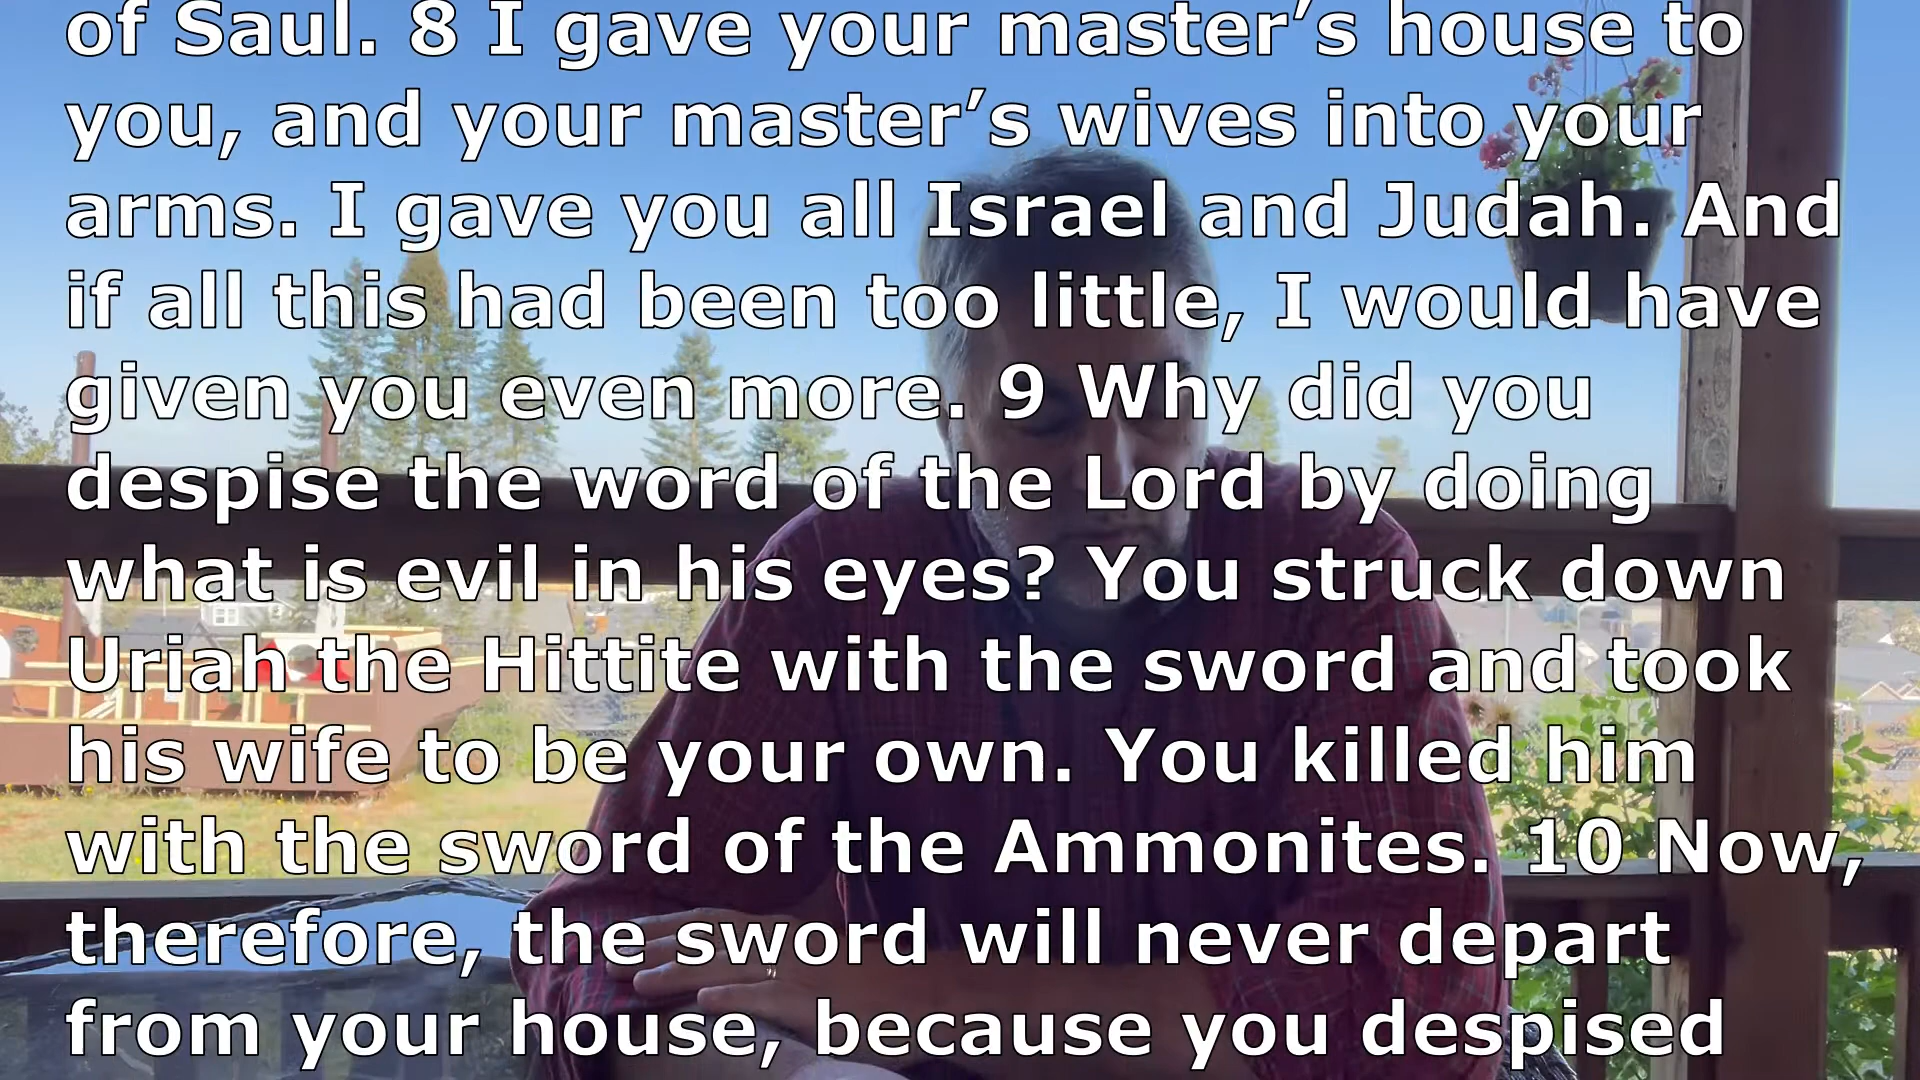 of Saul. 8 I gave your master’s house to
you, and your master’s wives into your
arms. I gave you all Israel and Judah. And
if all this had been too little, I would have
given you even more. 9 Why did you
despise the word of the Lord by doing
what is evil in his eyes? You struck down
Uriah the Hittite with the sword and took
his wife to be your own. You killed him
with the sword of the Ammonites. 10 Now,
therefore, the sword will never depart
from your house, because you despised